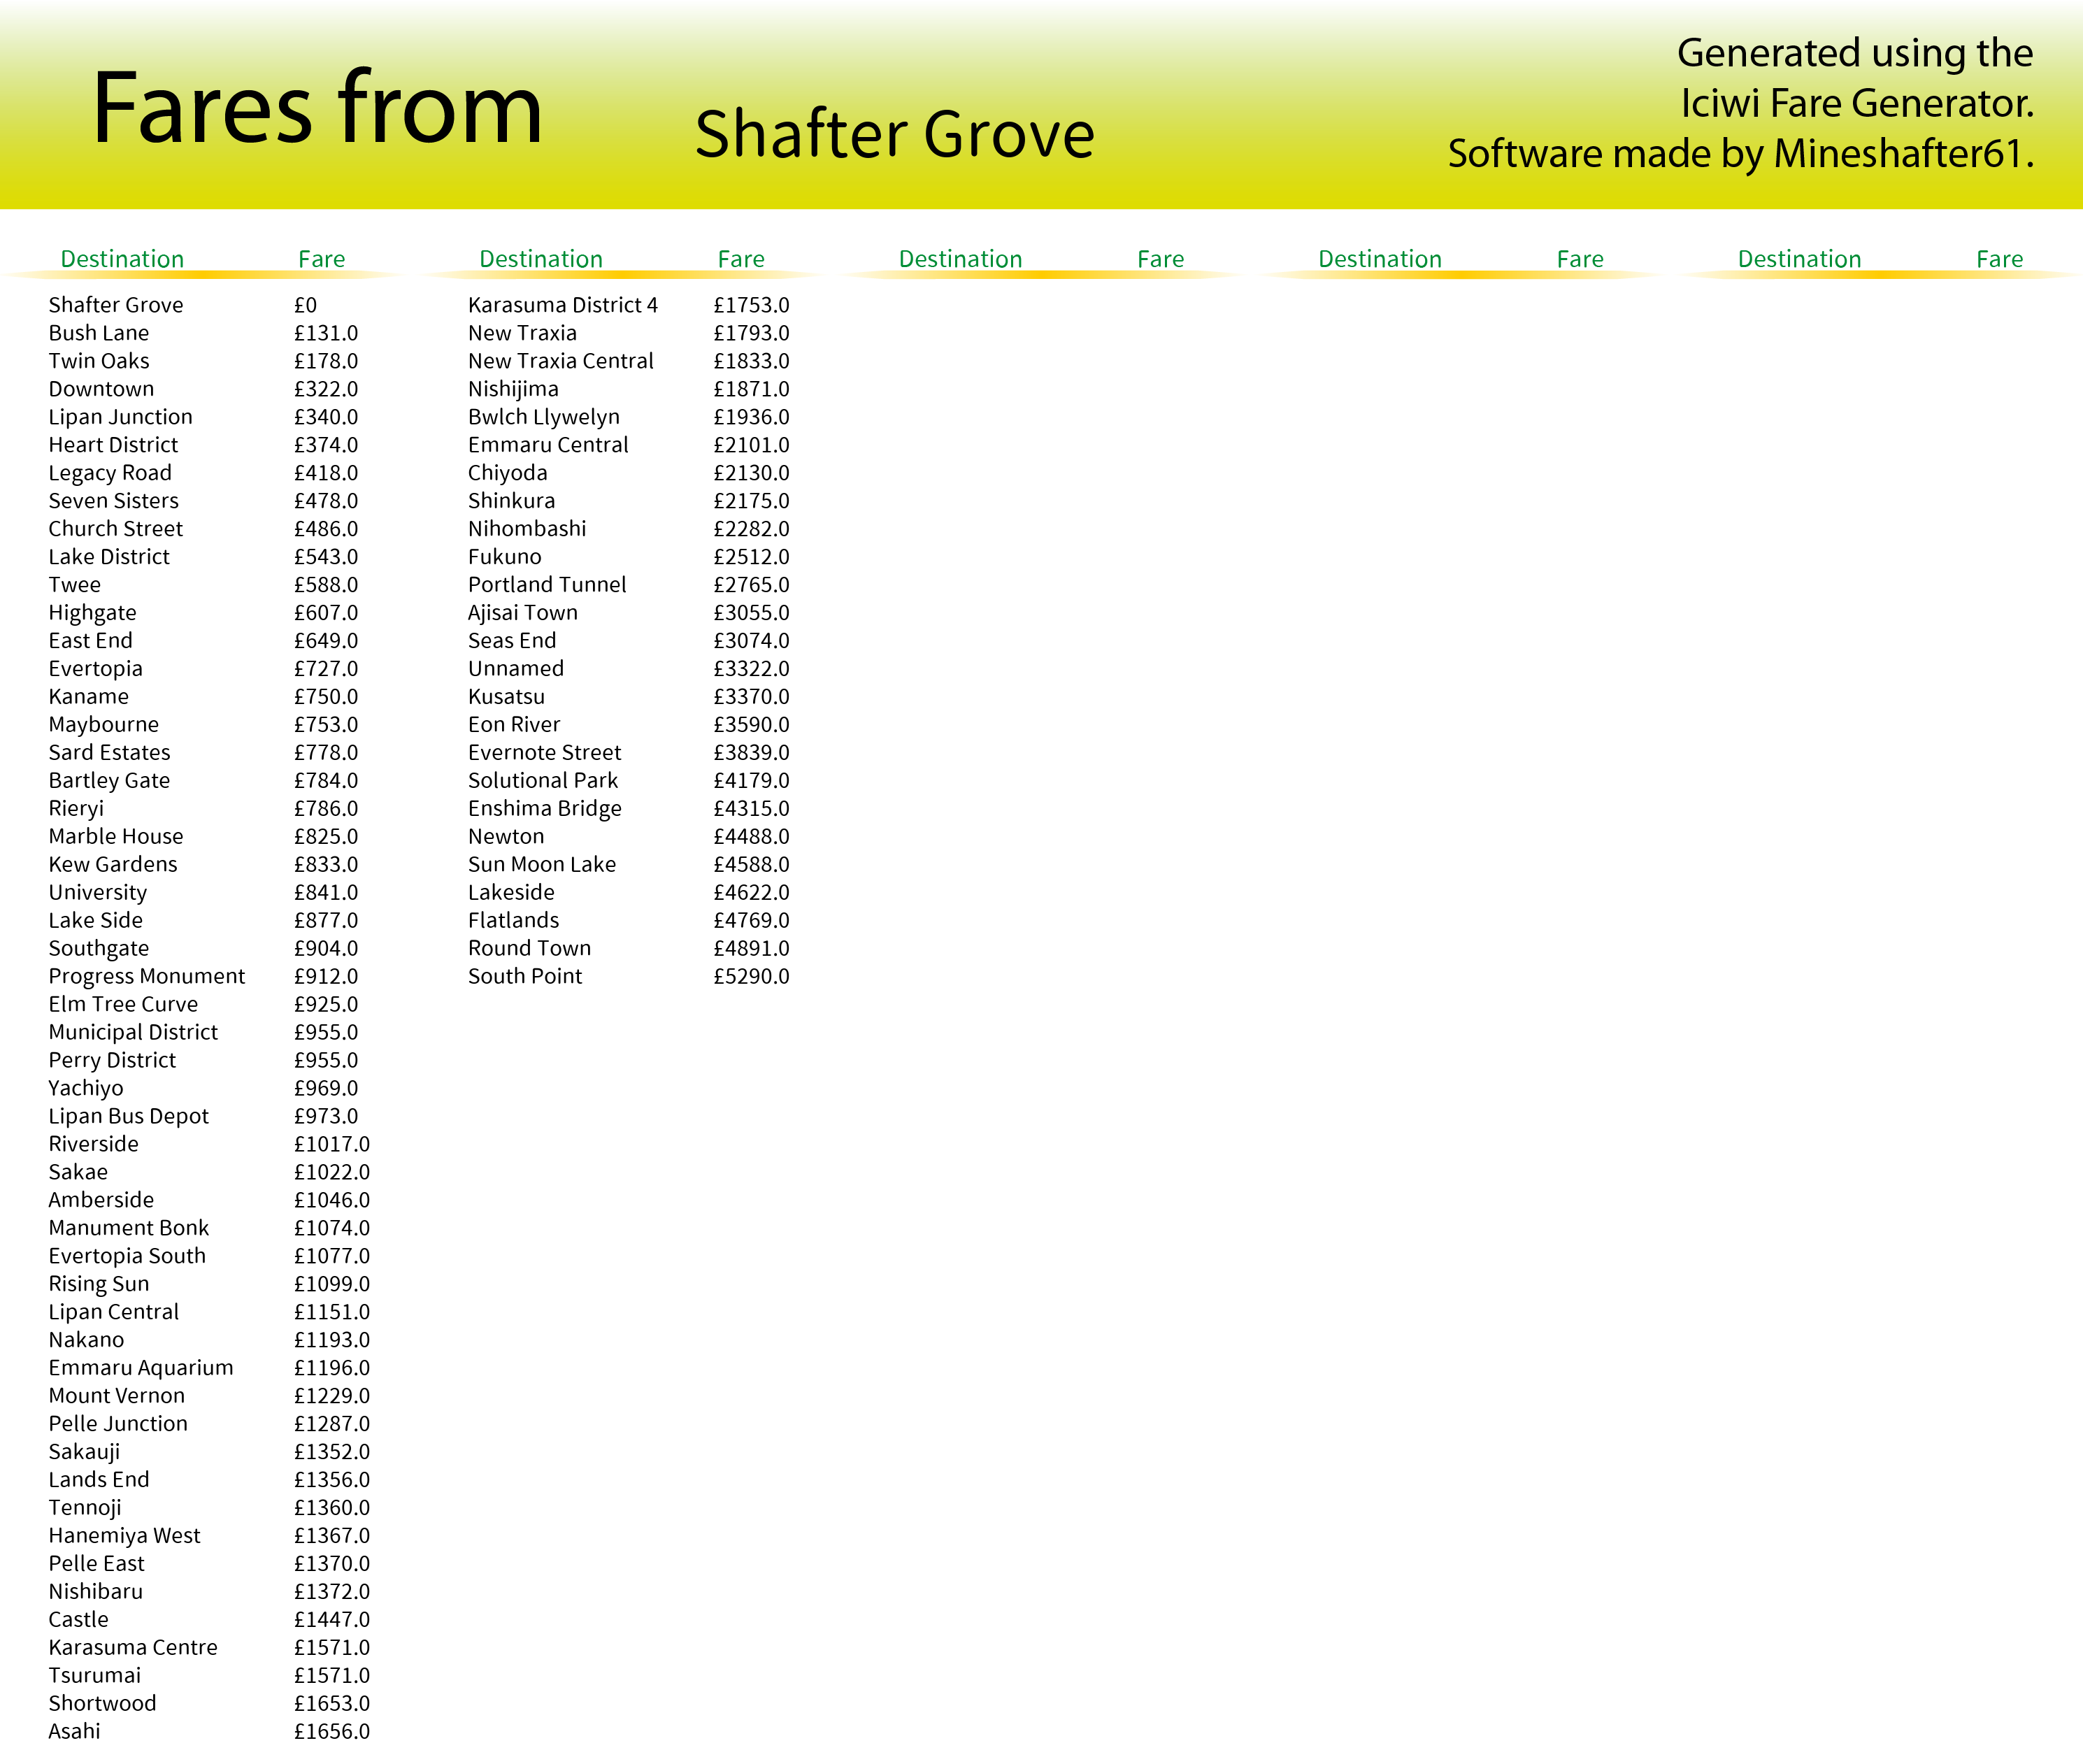 Fares from
Shafter Grove
Generated using the
Iciwi Fare Generator.
Software made by Mineshafter61.
Destination Fare
Shafter Grove £0
Bush Lane £131.0
Twin Oaks £178.0
Downtown £322.0
Lipan Junction £340.0
Heart District £374.0
Legacy Road £418.0
Seven Sisters £478.0
Church Street £486.0
Lake District £543.0
Twee £588.0
Highgate £607.0
East End £649.0
Evertopia £727.0
Kaname £750.0
Maybourne £753.0
Sard Estates £778.0
Bartley Gate £784.0
Rieryi £786.0
Marble House £825.0
Kew Gardens £833.0
University £841.0
Lake Side £877.0
Southgate £904.0
Progress Monument £912.0
Elm Tree Curve £925.0
Municipal District £955.0
Perry District £955.0
Yachiyo £969.0
Lipan Bus Depot £973.0
Riverside £1017.0
Sakae £1022.0
Amberside £1046.0
Manument Bonk £1074.0
Evertopia South £1077.0
Rising Sun £1099.0
Lipan Central £1151.0
Nakano £1193.0
Emmaru Aquarium £1196.0
Mount Vernon £1229.0
Pelle Junction £1287.0
Sakauji £1352.0
Lands End £1356.0
Tennoji £1360.0
Hanemiya West £1367.0
Pelle East £1370.0
Nishibaru £1372.0
Castle £1447.0
Karasuma Centre £1571.0
Tsurumai £1571.0
Shortwood £1653.0
Asahi £1656.0
Destination Fare
Karasuma District 4 £1753.0
New Traxia £1793.0
New Traxia Central £1833.0
Nishijima £1871.0
Bwlch Llywelyn £1936.0
Emmaru Central £2101.0
Chiyoda £2130.0
Shinkura £2175.0
Nihombashi £2282.0
Fukuno £2512.0
Portland Tunnel £2765.0
Ajisai Town £3055.0
Seas End £3074.0
Unnamed £3322.0
Kusatsu £3370.0
Eon River £3590.0
Evernote Street £3839.0
Solutional Park £4179.0
Enshima Bridge £4315.0
Newton £4488.0
Sun Moon Lake £4588.0
Lakeside £4622.0
Flatlands £4769.0
Round Town £4891.0
South Point £5290.0
Destination Fare
Destination Fare
Destination Fare